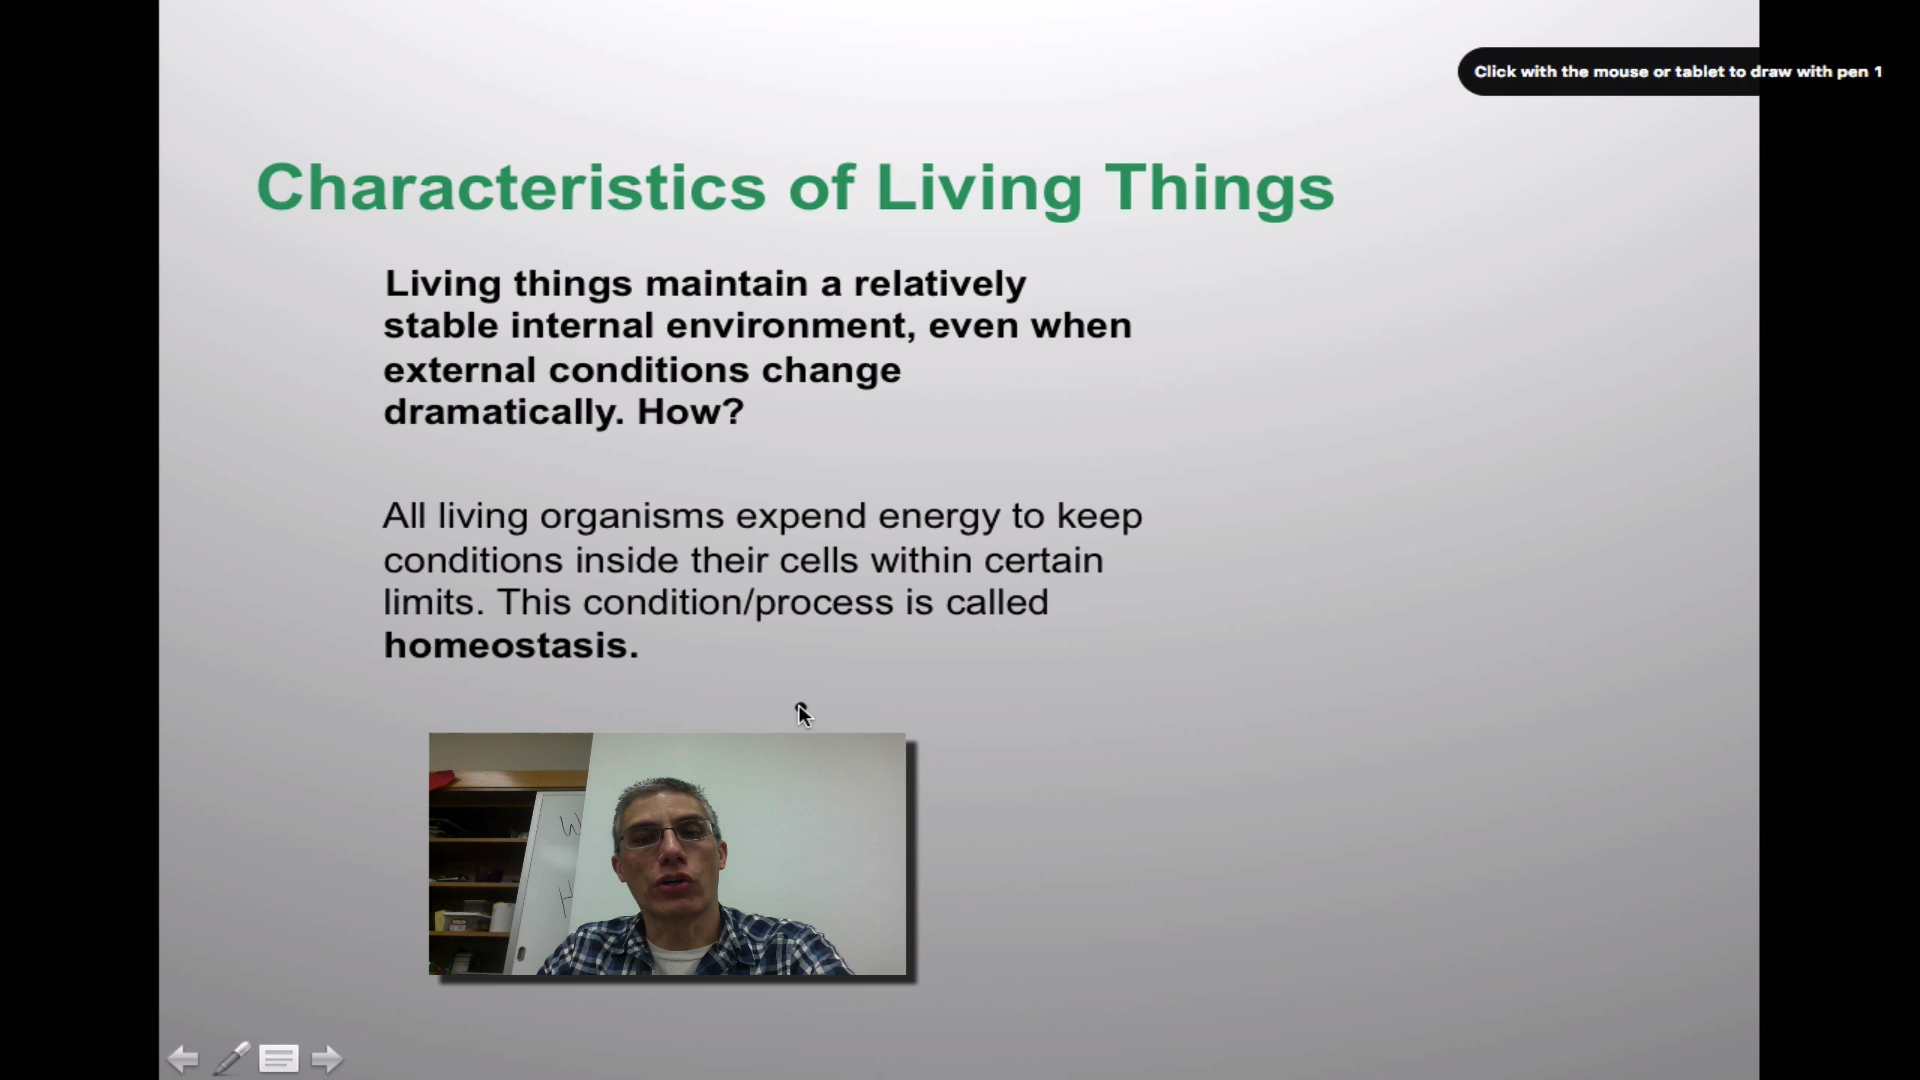 Click with the mouse or tablet to draw with pen 1
Characteristics of Living Things
Living things maintain a relatively
stable internal environment, even when
external conditions change
dramatically. How?
All living organisms expend energy to keep
conditions inside their cells within certain
limits. This condition/process is called
homeostasis.
W
H